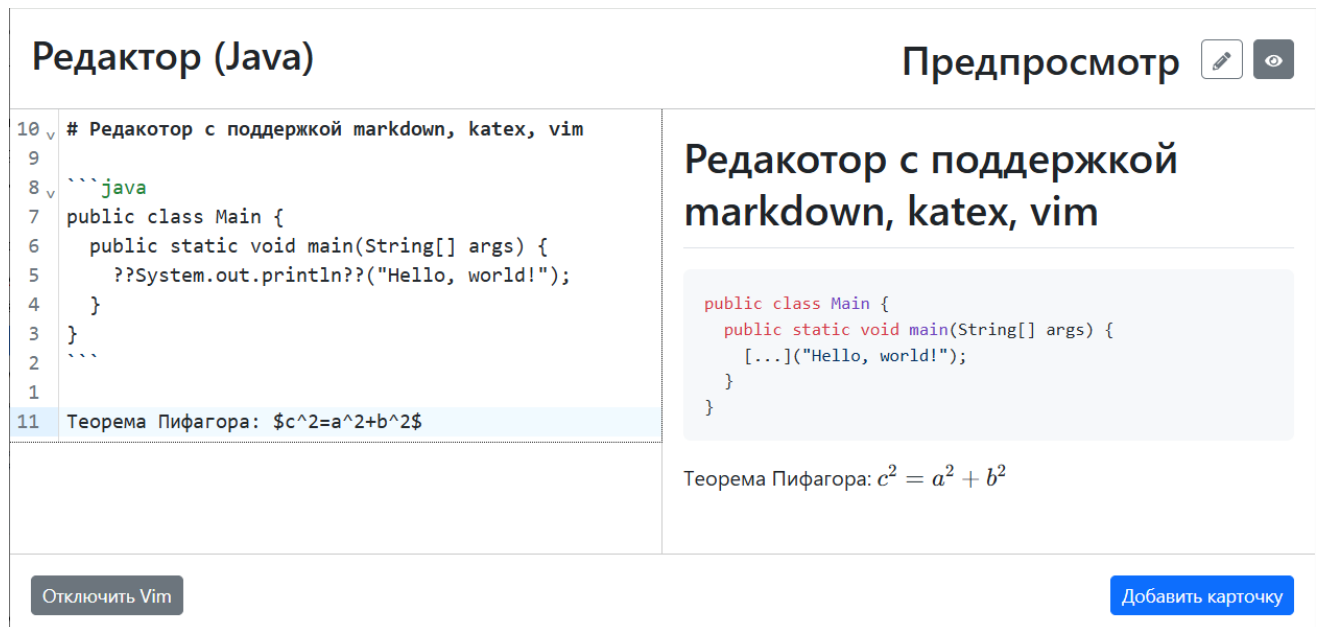 Редактор (Java)
Предпросмотр
10 # Редакотор с поддержкой markdown, katex, vim
9
8 ```java
7 public class Main {
6   public static void main(String[] args) {
5     ??System.out.println??("Hello, world!");
4   }
3 }
2 ```
1
11 Теорема Пифагора: $c^2=a^2+b^2$
Редакотор с поддержкой
markdown, katex, vim
public class Main {
  public static void main(String[] args) {
    [...]("Hello, world!");
  }
}
Теорема Пифагора: c² = a² + b²
Отключить Vim
Добавить карточку